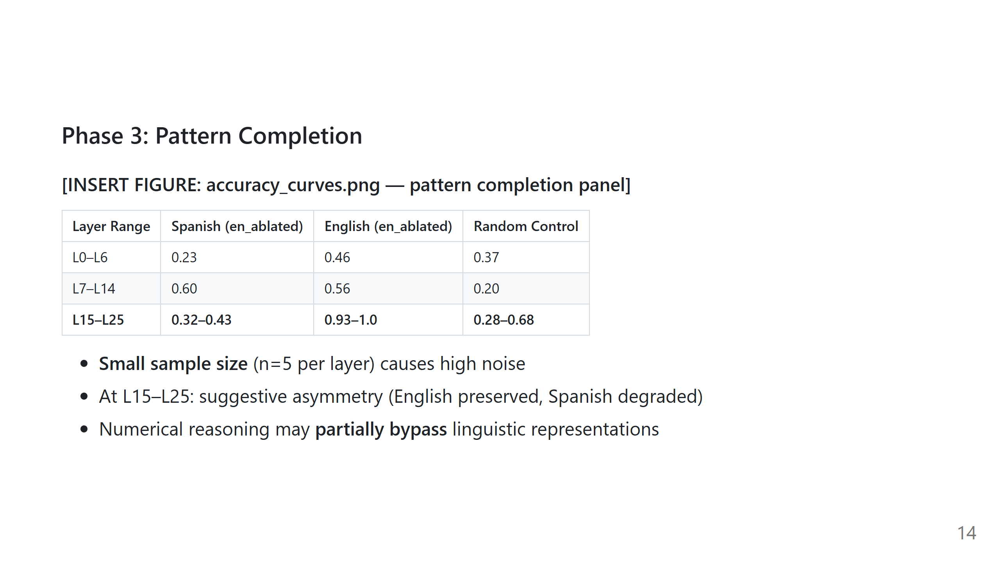 Phase 3: Pattern Completion
[INSERT FIGURE: accuracy_curves.png — pattern completion panel]
Layer Range Spanish (en_ablated) English (en_ablated) Random Control
L0–L6 0.23 0.46 0.37
L7–L14 0.60 0.56 0.20
L15–L25 0.32–0.43 0.93–1.0 0.28–0.68
• Small sample size (n=5 per layer) causes high noise
• At L15–L25: suggestive asymmetry (English preserved, Spanish degraded)
• Numerical reasoning may partially bypass linguistic representations
14